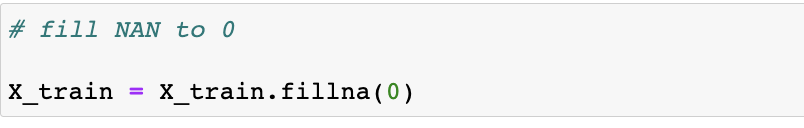 # fill NAN to 0
X_train = X_train.fillna(0)